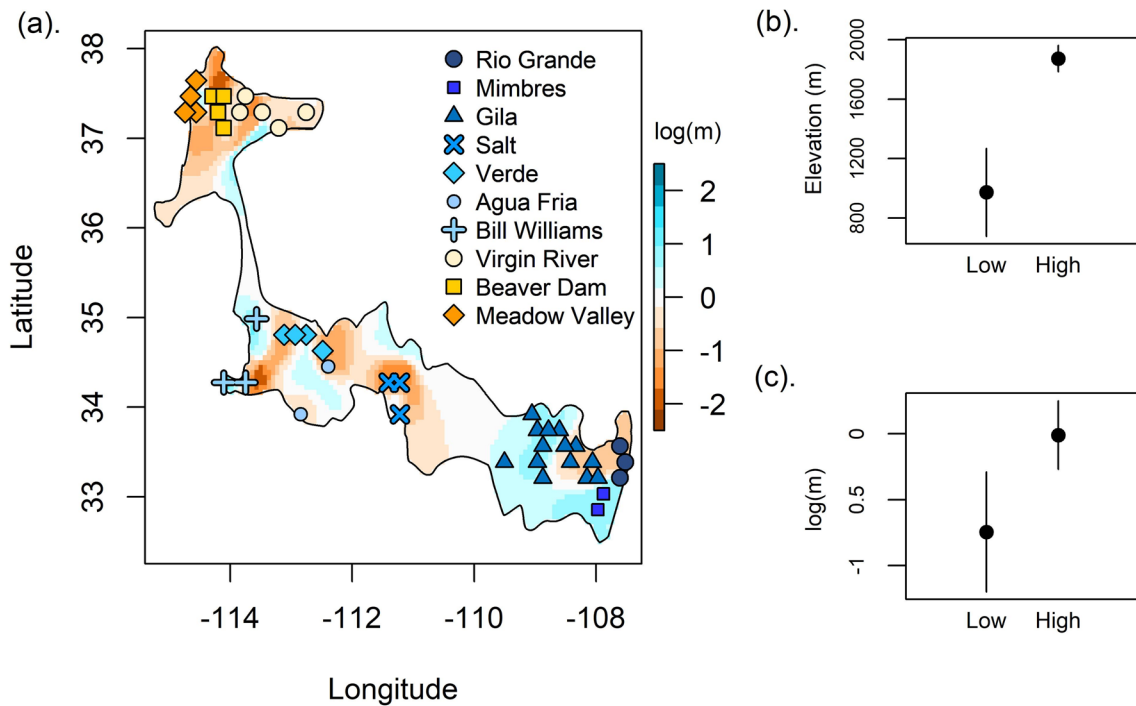 (a).
38
37
36
35
34
33
Latitude
-114
-112
-110
-108
Longitude
Rio Grande
Mimbres
Gila
Salt
Verde
Agua Fria
Bill Williams
Virgin River
Beaver Dam
Meadow Valley
log(m)
2
1
0
-1
-2
(b).
2000
1600
1200
800
Elevation (m)
Low High
(c).
0
0.5
-1
log(m)
Low High